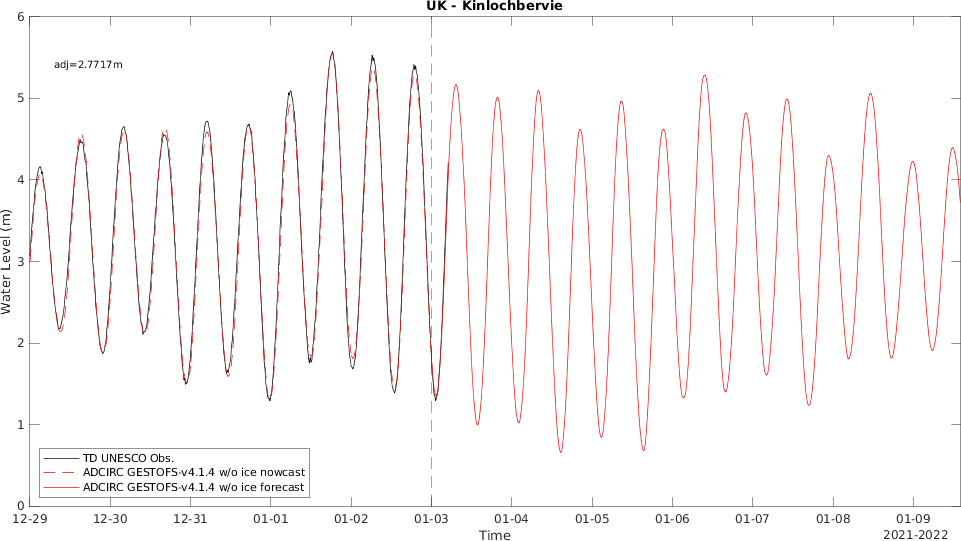 UK - Kinlochbervie
6
adj=2.7717m
5
4
3
2
1
0
Water Level (m)
TD UNESCO Obs.
ADCIRC GESTOFS-v4.1.4 w/o ice nowcast
ADCIRC GESTOFS-v4.1.4 w/o ice forecast
12-29 12-30 12-31 01-01 01-02 01-03 01-04 01-05 01-06 01-07 01-08 01-09
Time
2021-2022